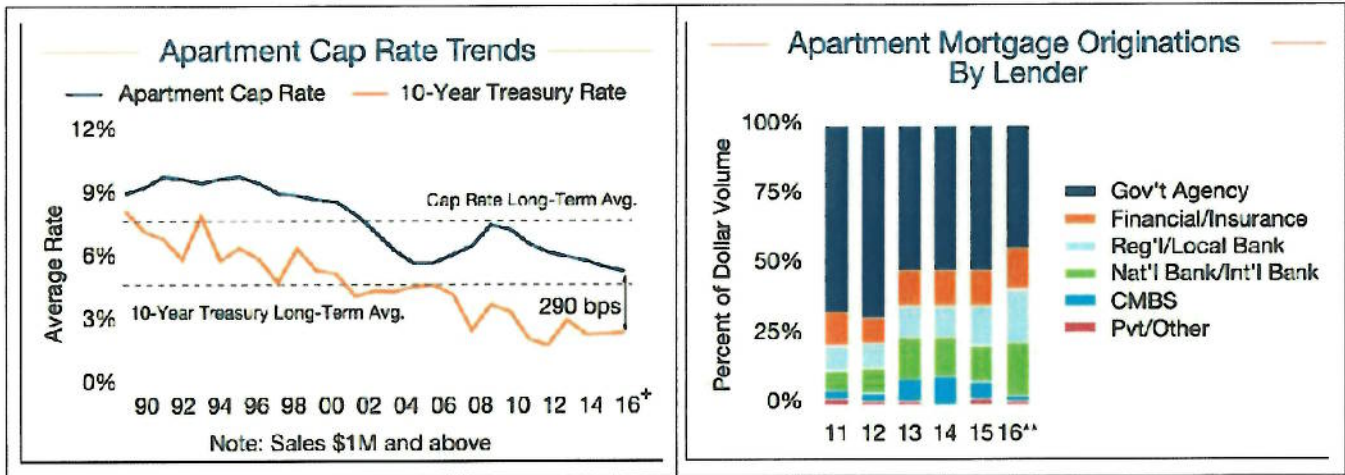 Apartment Cap Rate Trends
Apartment Cap Rate
10-Year Treasury Rate
Average Rate
12%
9%
6%
3%
0%
Cap Rate Long-Term Avg.
10-Year Treasury Long-Term Avg.
290 bps
90 92 94 96 98 00 02 04 06 08 10 12 14 16+
Note: Sales $1M and above
Apartment Mortgage Originations
By Lender
Percent of Dollar Volume
100%
75%
50%
25%
0%
11 12 13 14 15 16**
Gov't Agency
Financial/Insurance
Reg'l/Local Bank
Nat'l Bank/Int'l Bank
CMBS
Pvt/Other